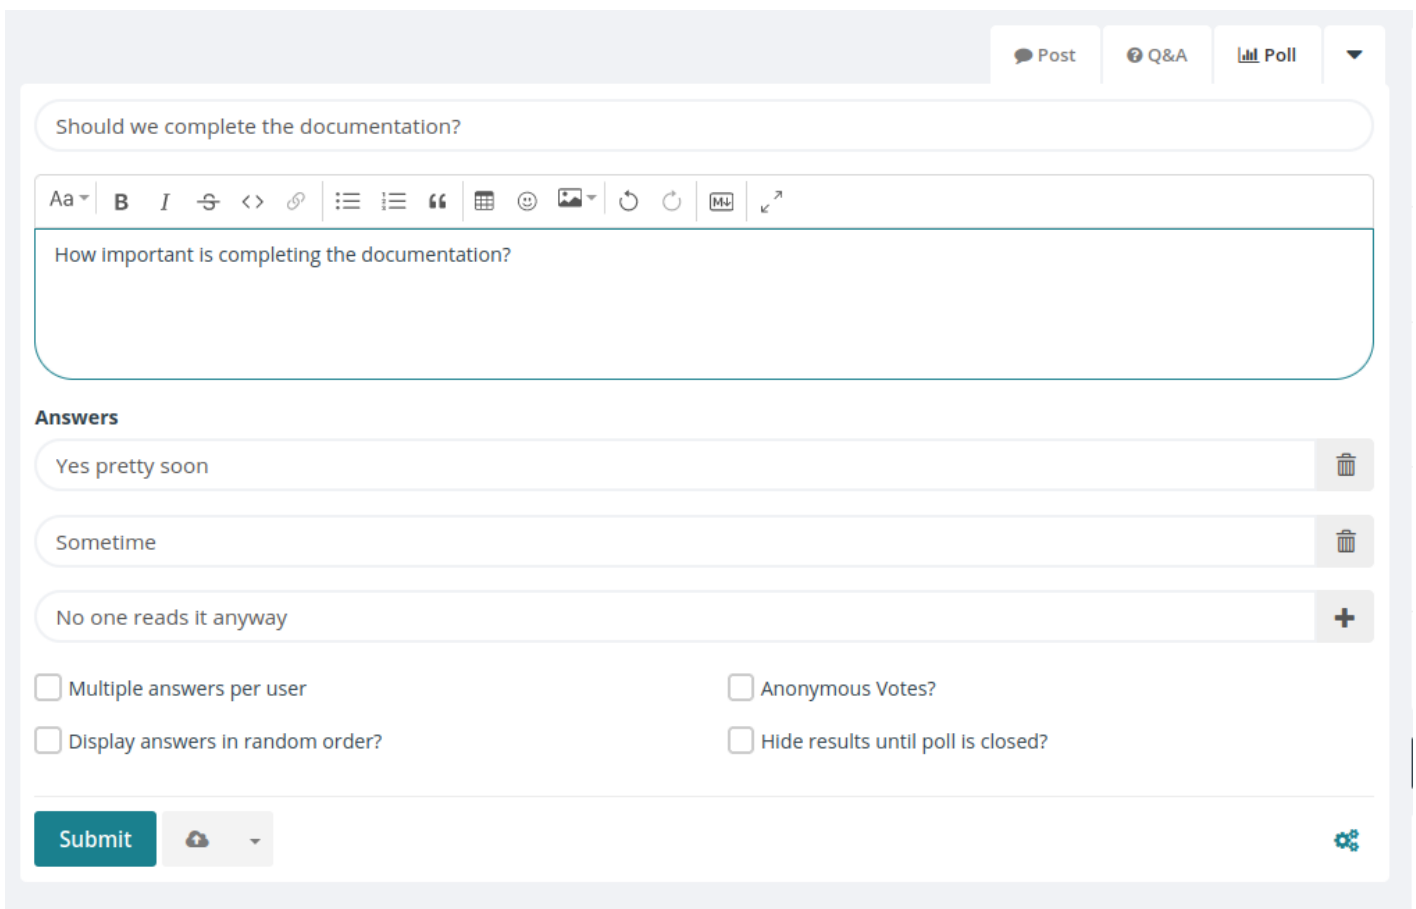 Post Q&A Poll
Should we complete the documentation?
Aa B I S M↓
How important is completing the documentation?
Answers
Yes pretty soon
Sometime
No one reads it anyway
Multiple answers per user Anonymous Votes?
Display answers in random order? Hide results until poll is closed?
Submit